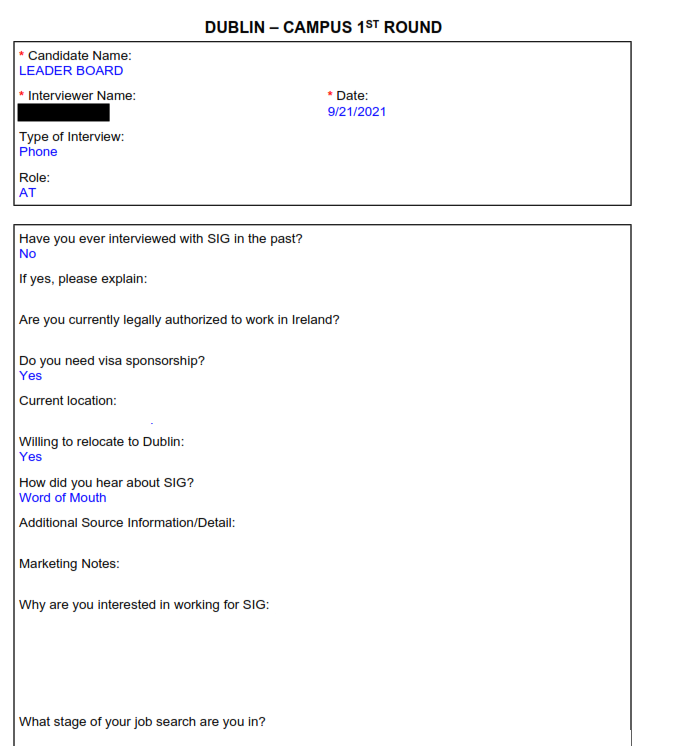 DUBLIN – CAMPUS 1ST ROUND
* Candidate Name:
LEADER BOARD
* Interviewer Name:
* Date:
9/21/2021
Type of Interview:
Phone
Role:
AT
Have you ever interviewed with SIG in the past?
No
If yes, please explain:
Are you currently legally authorized to work in Ireland?
Do you need visa sponsorship?
Yes
Current location:
Willing to relocate to Dublin:
Yes
How did you hear about SIG?
Word of Mouth
Additional Source Information/Detail:
Marketing Notes:
Why are you interested in working for SIG:
What stage of your job search are you in?